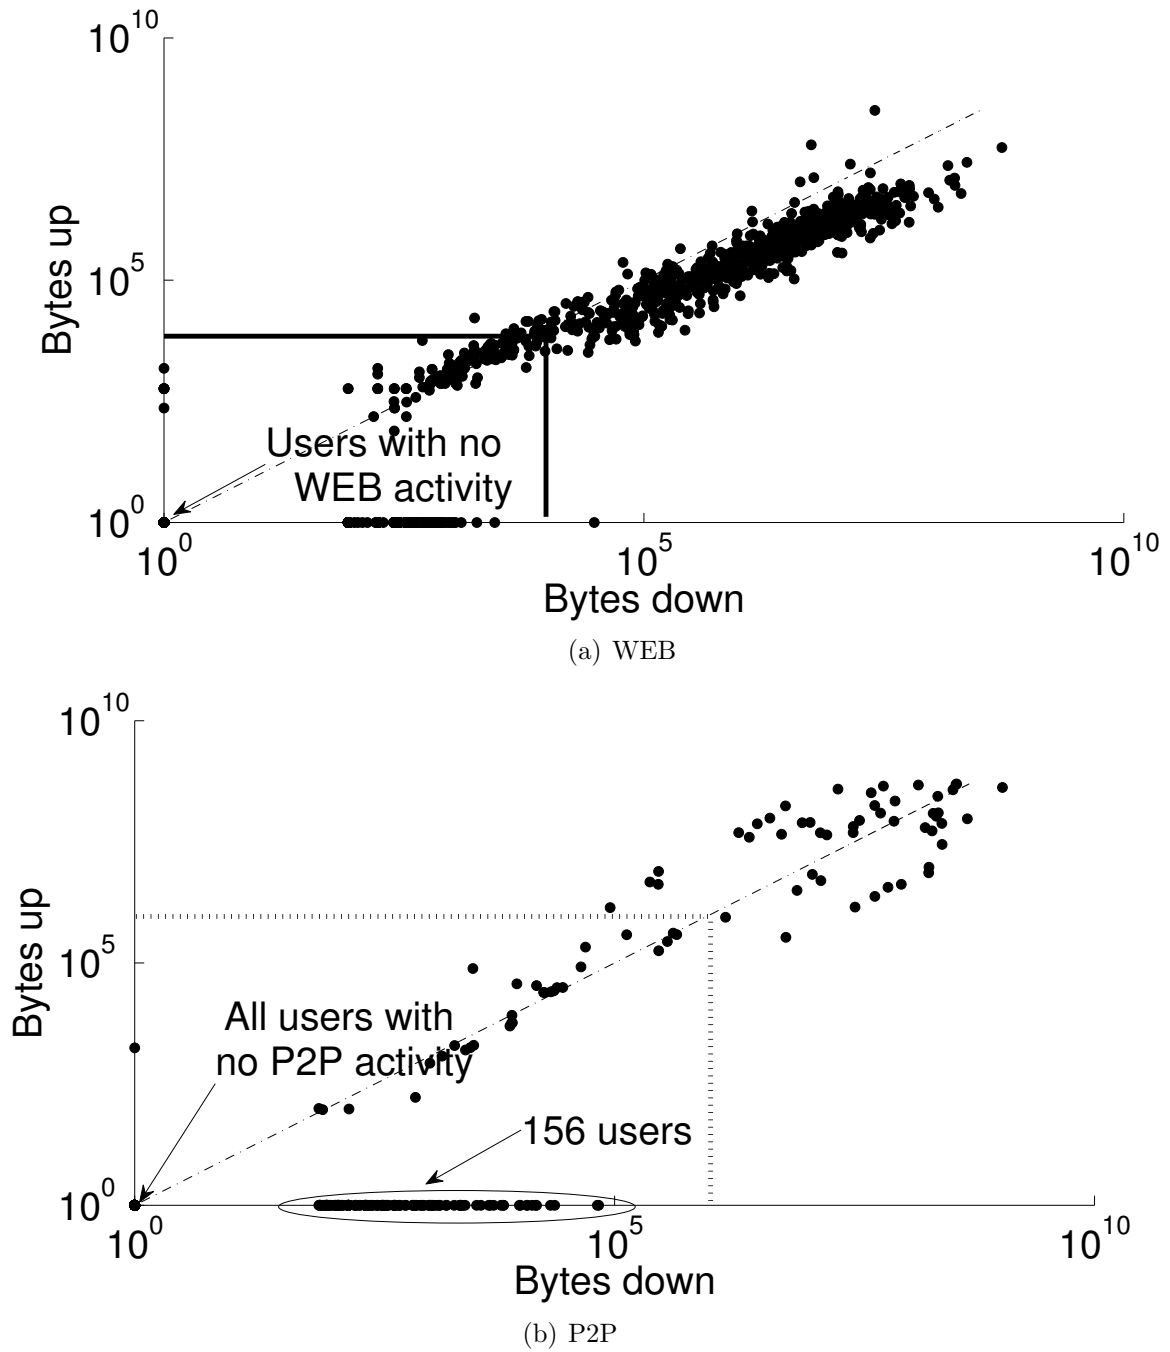 10^10
Bytes up
10^5
Users with no
WEB activity
10^0
10^0 10^5 10^10
Bytes down
(a) WEB
10^10
Bytes up
10^5
All users with
no P2P activity
156 users
10^0
10^0 10^5 10^10
Bytes down
(b) P2P